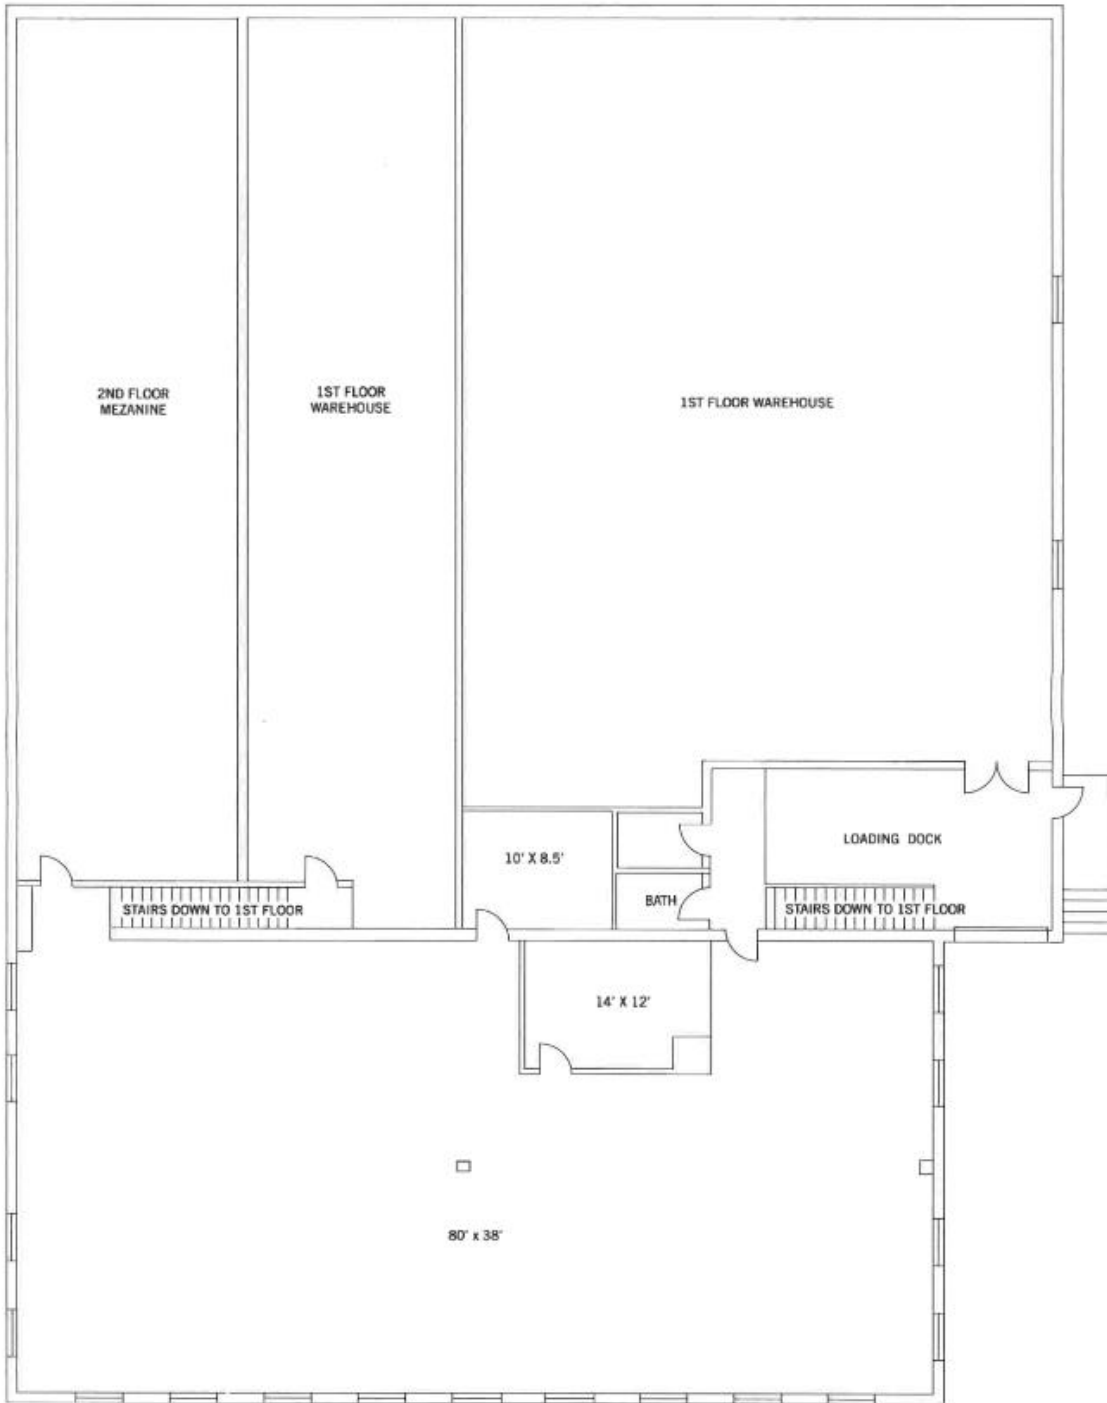 2ND FLOOR
MEZANINE
1ST FLOOR
WAREHOUSE
1ST FLOOR WAREHOUSE
LOADING DOCK
10' X 8.5'
BATH
STAIRS DOWN TO 1ST FLOOR
STAIRS DOWN TO 1ST FLOOR
14' X 12'
80' x 38'